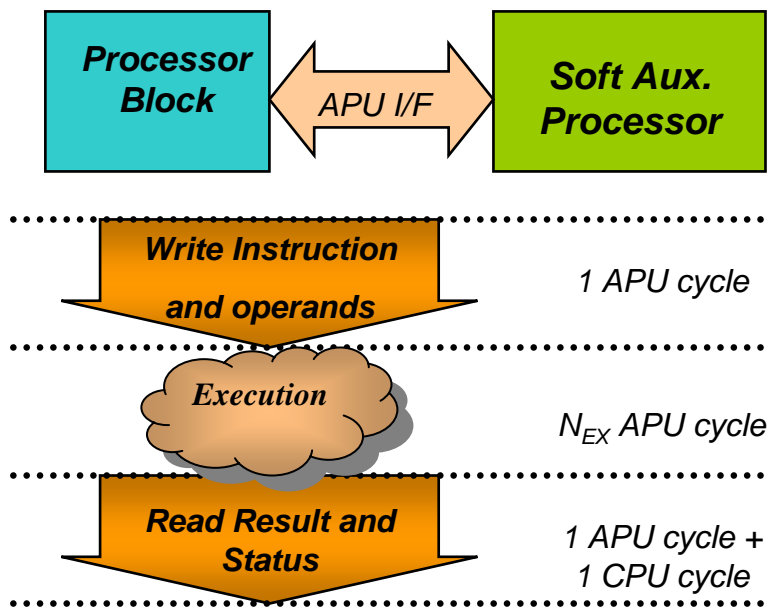 Processor
Block
APU I/F
Soft Aux.
Processor
Write Instruction
and operands
1 APU cycle
Execution
N_EX APU cycle
Read Result and
Status
1 APU cycle +
1 CPU cycle